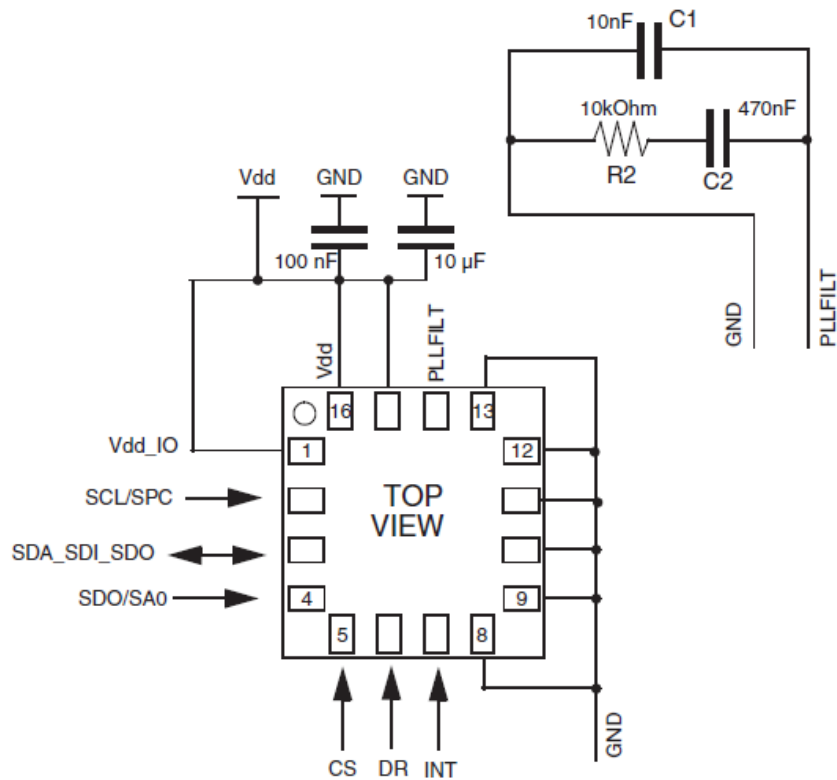 10nF C1
10kOhm 470nF
R2 C2
GND
PLLFILT
Vdd GND GND
100 nF 10 µF
Vdd
PLLFILT
16 13
Vdd_IO 1 12
SCL/SPC
TOP
VIEW
SDA_SDI_SDO
SDO/SA0 4 9
5 8
CS DR INT
GND